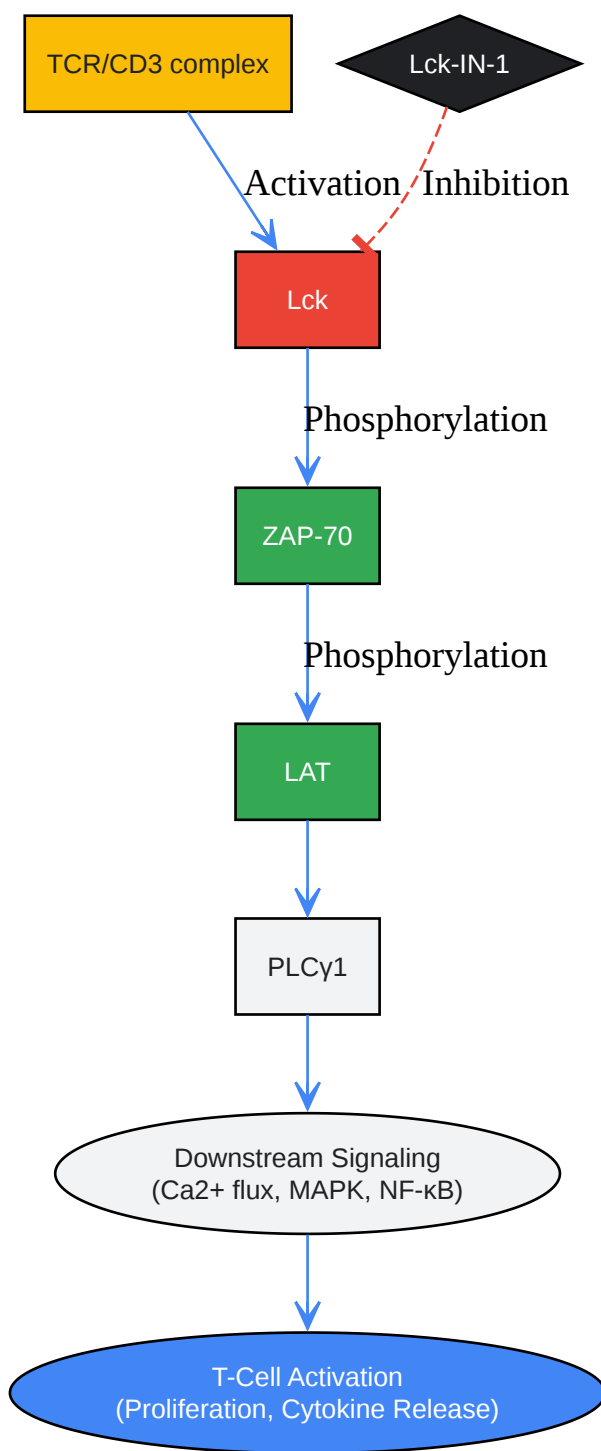 TCR/CD3 complex
Lck-IN-1
Activation
Inhibition
Lck
Phosphorylation
ZAP-70
Phosphorylation
LAT
PLCγ1
Downstream Signaling
(Ca2+ flux, MAPK, NF-κB)
T-Cell Activation
(Proliferation, Cytokine Release)